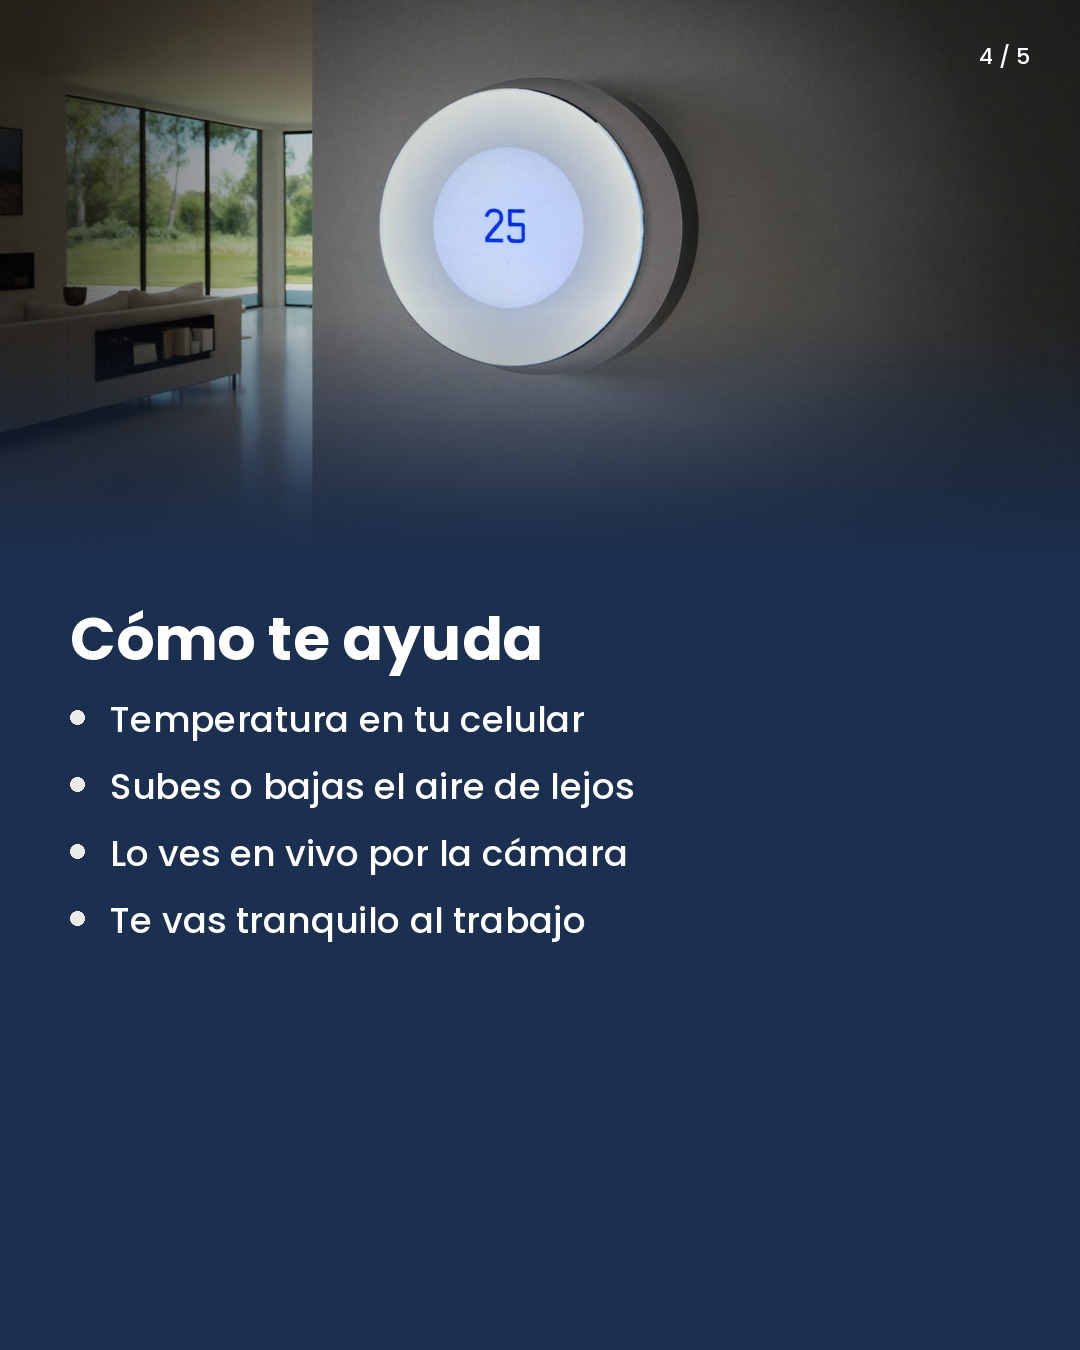 4 / 5
25
Cómo te ayuda
Temperatura en tu celular
Subes o bajas el aire de lejos
Lo ves en vivo por la cámara
Te vas tranquilo al trabajo